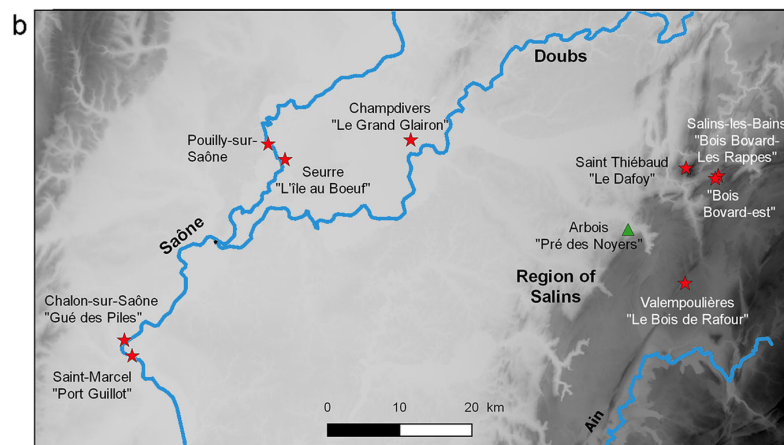 b
Doubs
Champdivers
"Le Grand Glairon"
Pouilly-sur-
Saône
Seurre
"L'île au Boeuf"
Salins-les-Bains
"Bois Bovard-
Les Rappes"
Saint Thiébaud
"Le Dafoy"
"Bois
Bovard-est"
Saône
Arbois
"Pré des Noyers"
Region of
Salins
Valempoulières
"Le Bois de Rafour"
Chalon-sur-Saône
"Gué des Piles"
Saint-Marcel
"Port Guillot"
Ain
0 10 20 km